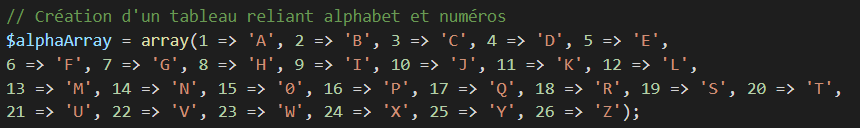 // Création d'un tableau reliant alphabet et numéros
$alphaArray = array(1 => 'A', 2 => 'B', 3 => 'C', 4 => 'D', 5 => 'E',
6 => 'F', 7 => 'G', 8 => 'H', 9 => 'I', 10 => 'J', 11 => 'K', 12 => 'L',
13 => 'M', 14 => 'N', 15 => '0', 16 => 'P', 17 => 'Q', 18 => 'R', 19 => 'S', 20 => 'T',
21 => 'U', 22 => 'V', 23 => 'W', 24 => 'X', 25 => 'Y', 26 => 'Z');